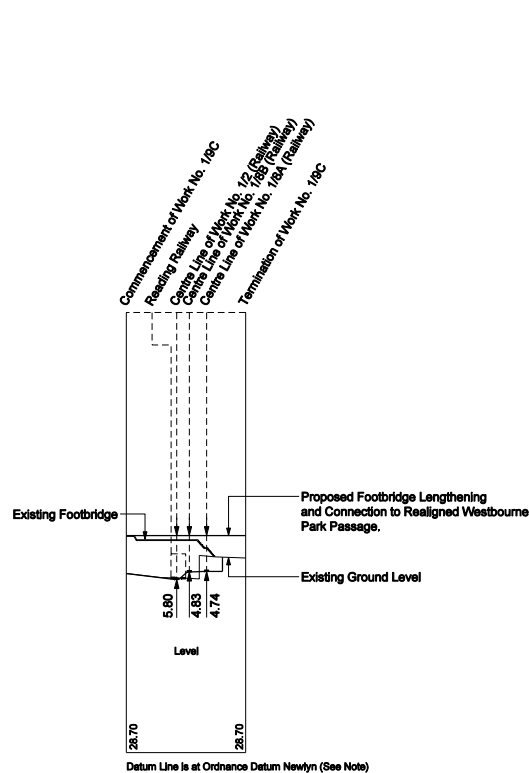 Commencement of Work No. 1/9C
Reading Railway
Centre Line of Work No. 1/2 (Railway)
Centre Line of Work No. 1/8B (Railway)
Centre Line of Work No. 1/8A (Railway)
Termination of Work No. 1/9C
Existing Footbridge
Proposed Footbridge Lengthening
and Connection to Realigned Westbourne
Park Passage.
Existing Ground Level
5.80
4.83
4.74
Level
28.70
28.70
Datum Line is at Ordnance Datum Newlyn (See Note)